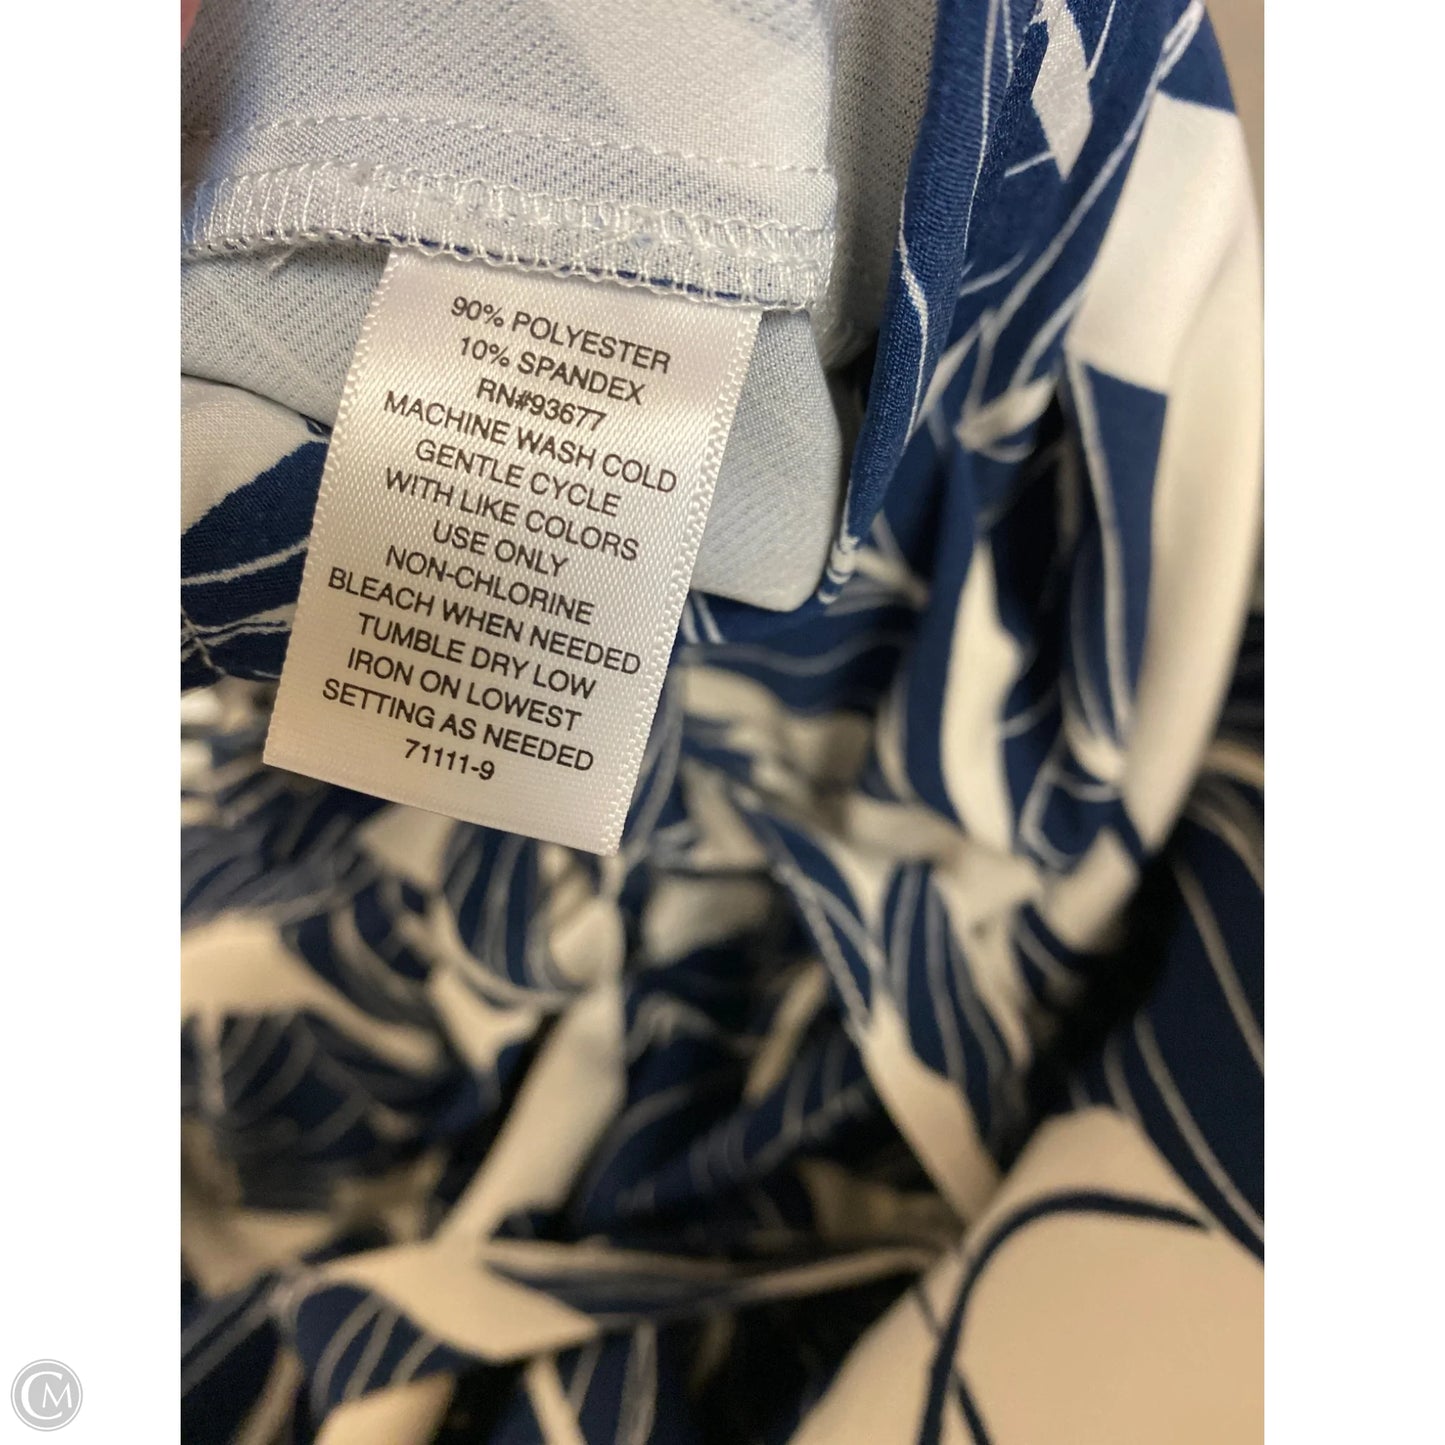 90% POLYESTER
10% SPANDEX
RN#93677
MACHINE WASH COLD
GENTLE CYCLE
WITH LIKE COLORS
USE ONLY
NON-CHLORINE
BLEACH WHEN NEEDED
TUMBLE DRY LOW
IRON ON LOWEST
SETTING AS NEEDED
71111-9
CM